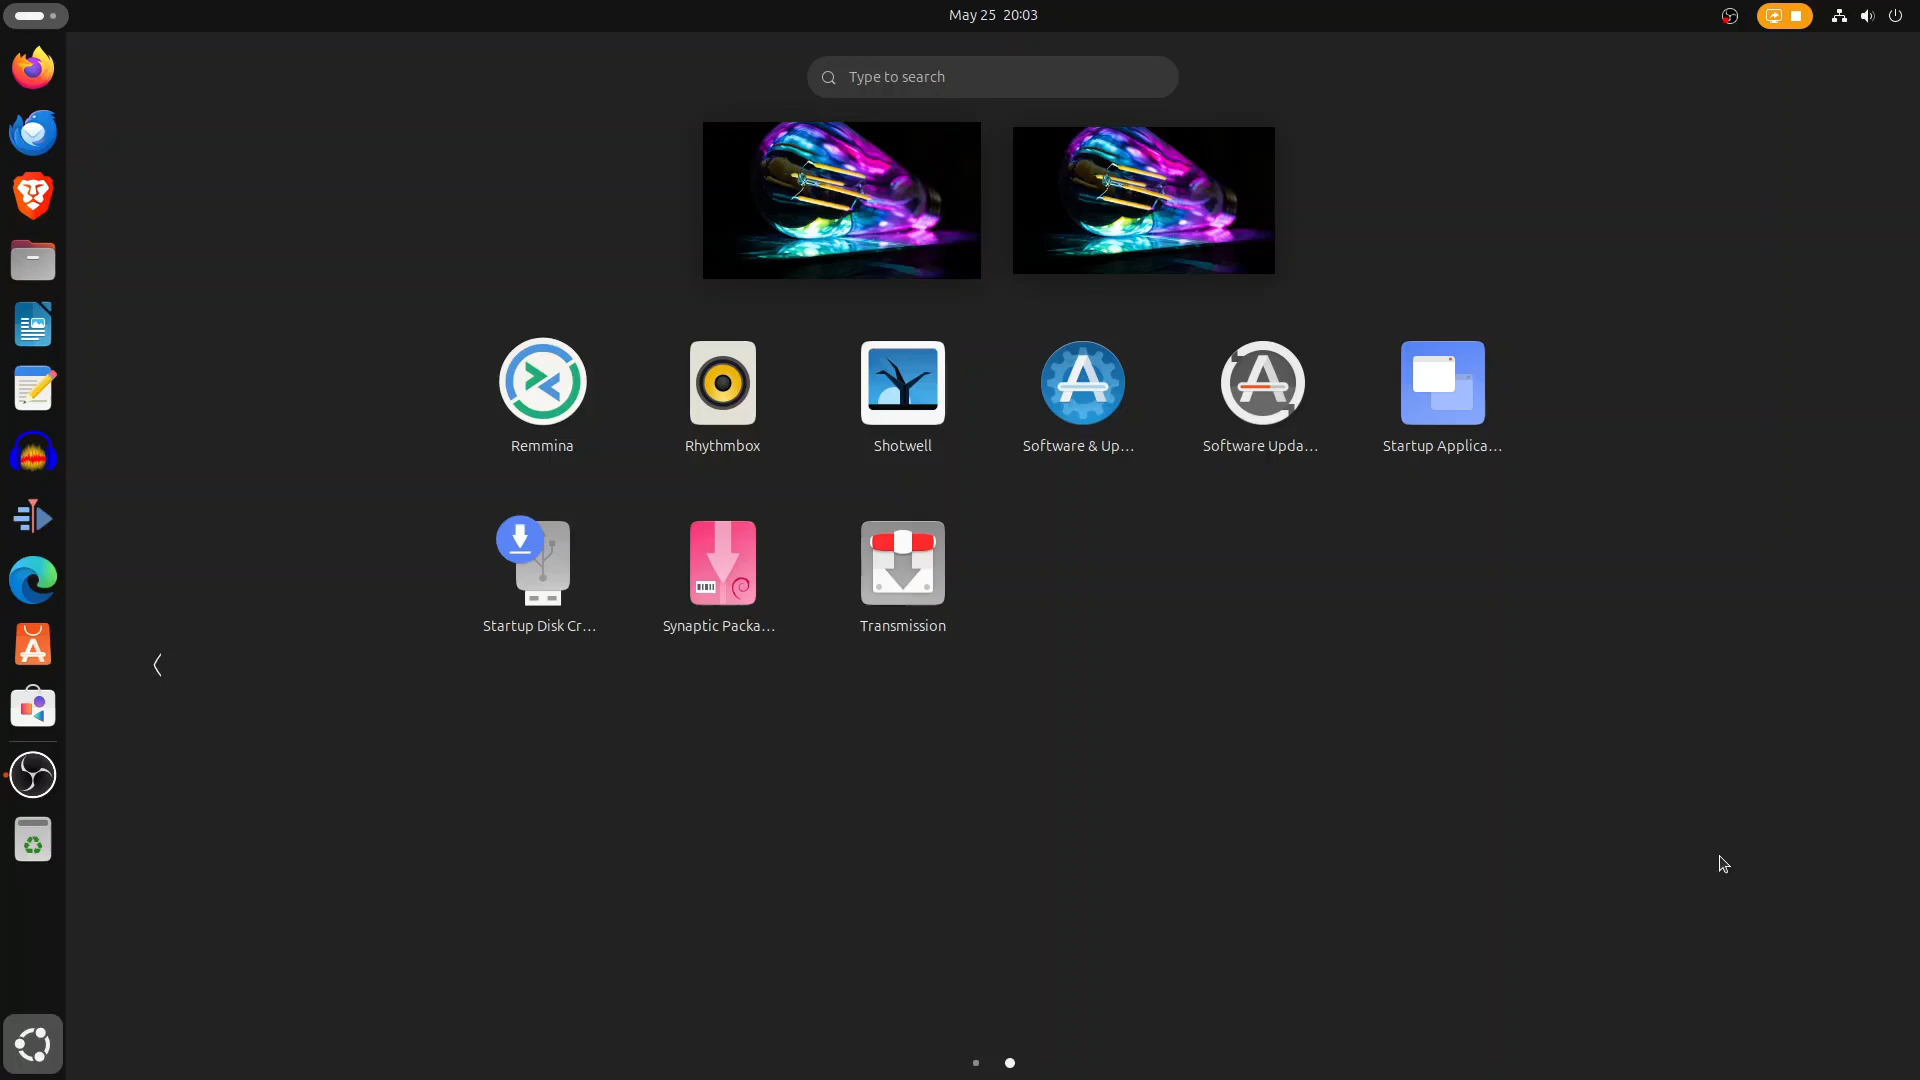 May 25 20:03
Type to search
Remmina
Rhythmbox
Shotwell
Software & Up...
Software Upda...
Startup Applica...
Startup Disk Cr...
Synaptic Packa...
Transmission